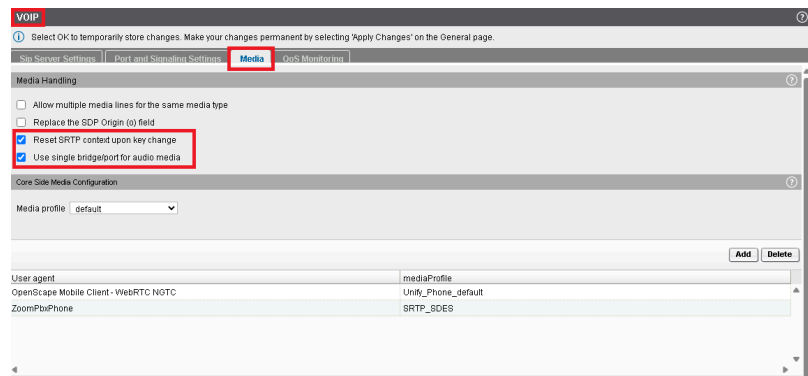 VOIP
Select OK to temporarily store changes. Make your changes permanent by selecting 'Apply Changes' on the General page.
Sip Server Settings Port and Signaling Settings Media QoS Monitoring
Media Handling
Allow multiple media lines for the same media type
Replace the SDP Origin (o) field
Reset SRTP context upon key change
Use single bridge/port for audio media
Core Side Media Configuration
Media profile default
Add Delete
User agent mediaProfile
OpenScape Mobile Client - WebRTC NGTC Unify_Phone_default
ZoomPbxPhone SRTP_SDES